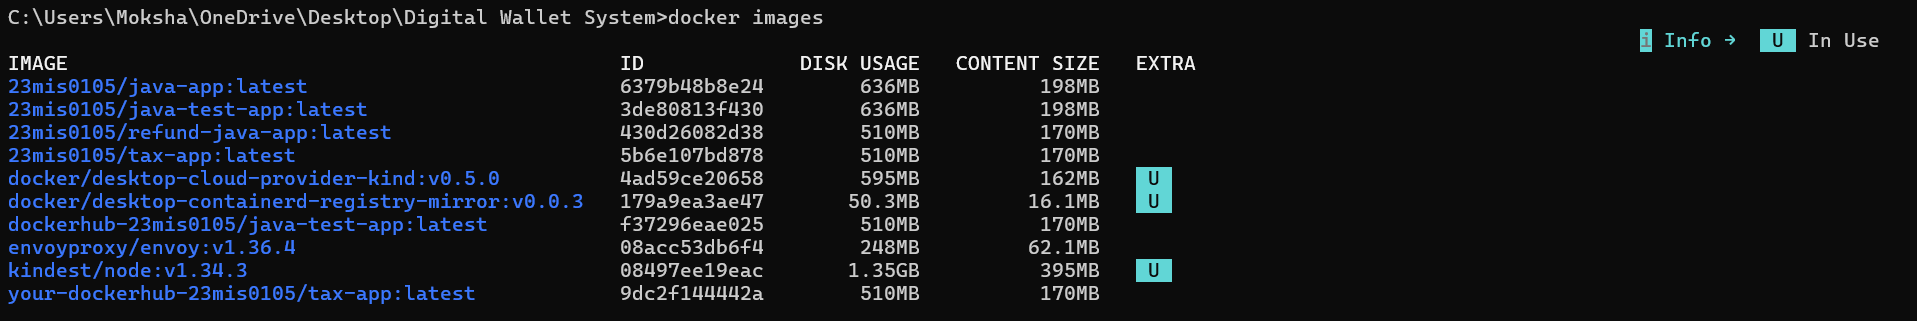 C:\Users\Moksha\OneDrive\Desktop\Digital Wallet System>docker images
i Info → U In Use
IMAGE ID DISK USAGE CONTENT SIZE EXTRA
23mis0105/java-app:latest 6379b48b8e24 636MB 198MB
23mis0105/java-test-app:latest 3de80813f430 636MB 198MB
23mis0105/refund-java-app:latest 430d26082d38 510MB 170MB
23mis0105/tax-app:latest 5b6e107bd878 510MB 170MB
docker/desktop-cloud-provider-kind:v0.5.0 4ad59ce20658 595MB 162MB U
docker/desktop-containerd-registry-mirror:v0.0.3 179a9ea3ae47 50.3MB 16.1MB U
dockerhub-23mis0105/java-test-app:latest f37296eae025 510MB 170MB
envoyproxy/envoy:v1.36.4 08acc53db6f4 248MB 62.1MB
kindest/node:v1.34.3 08497ee19eac 1.35GB 395MB U
your-dockerhub-23mis0105/tax-app:latest 9dc2f144442a 510MB 170MB